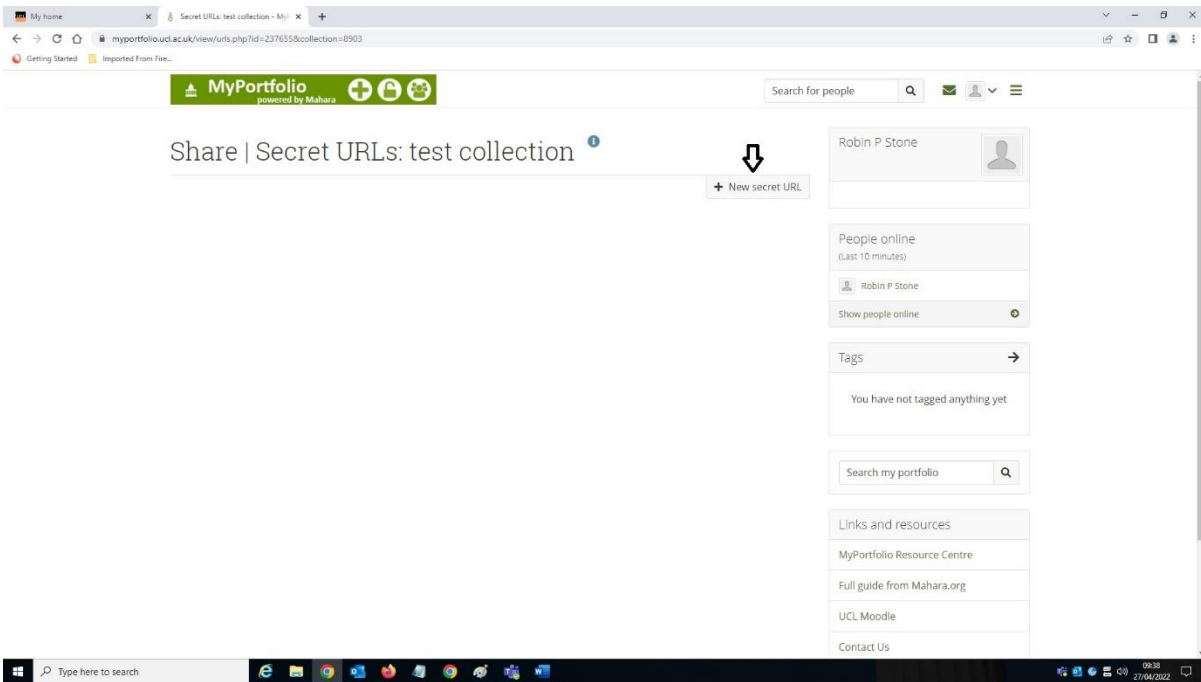 My home
Secret URLs: test collection - My
myportfolio.ucl.ac.uk/view/urls.php?id=237655&collection=8903
Getting Started
Imported From Fire...
MyPortfolio
powered by Mahara
Search for people
Share | Secret URLs: test collection
+ New secret URL
Robin P Stone
People online
(Last 10 minutes)
Robin P Stone
Show people online
Tags
You have not tagged anything yet
Search my portfolio
Links and resources
MyPortfolio Resource Centre
Full guide from Mahara.org
UCL Moodle
Contact Us
Type here to search
09:38
27/04/2022